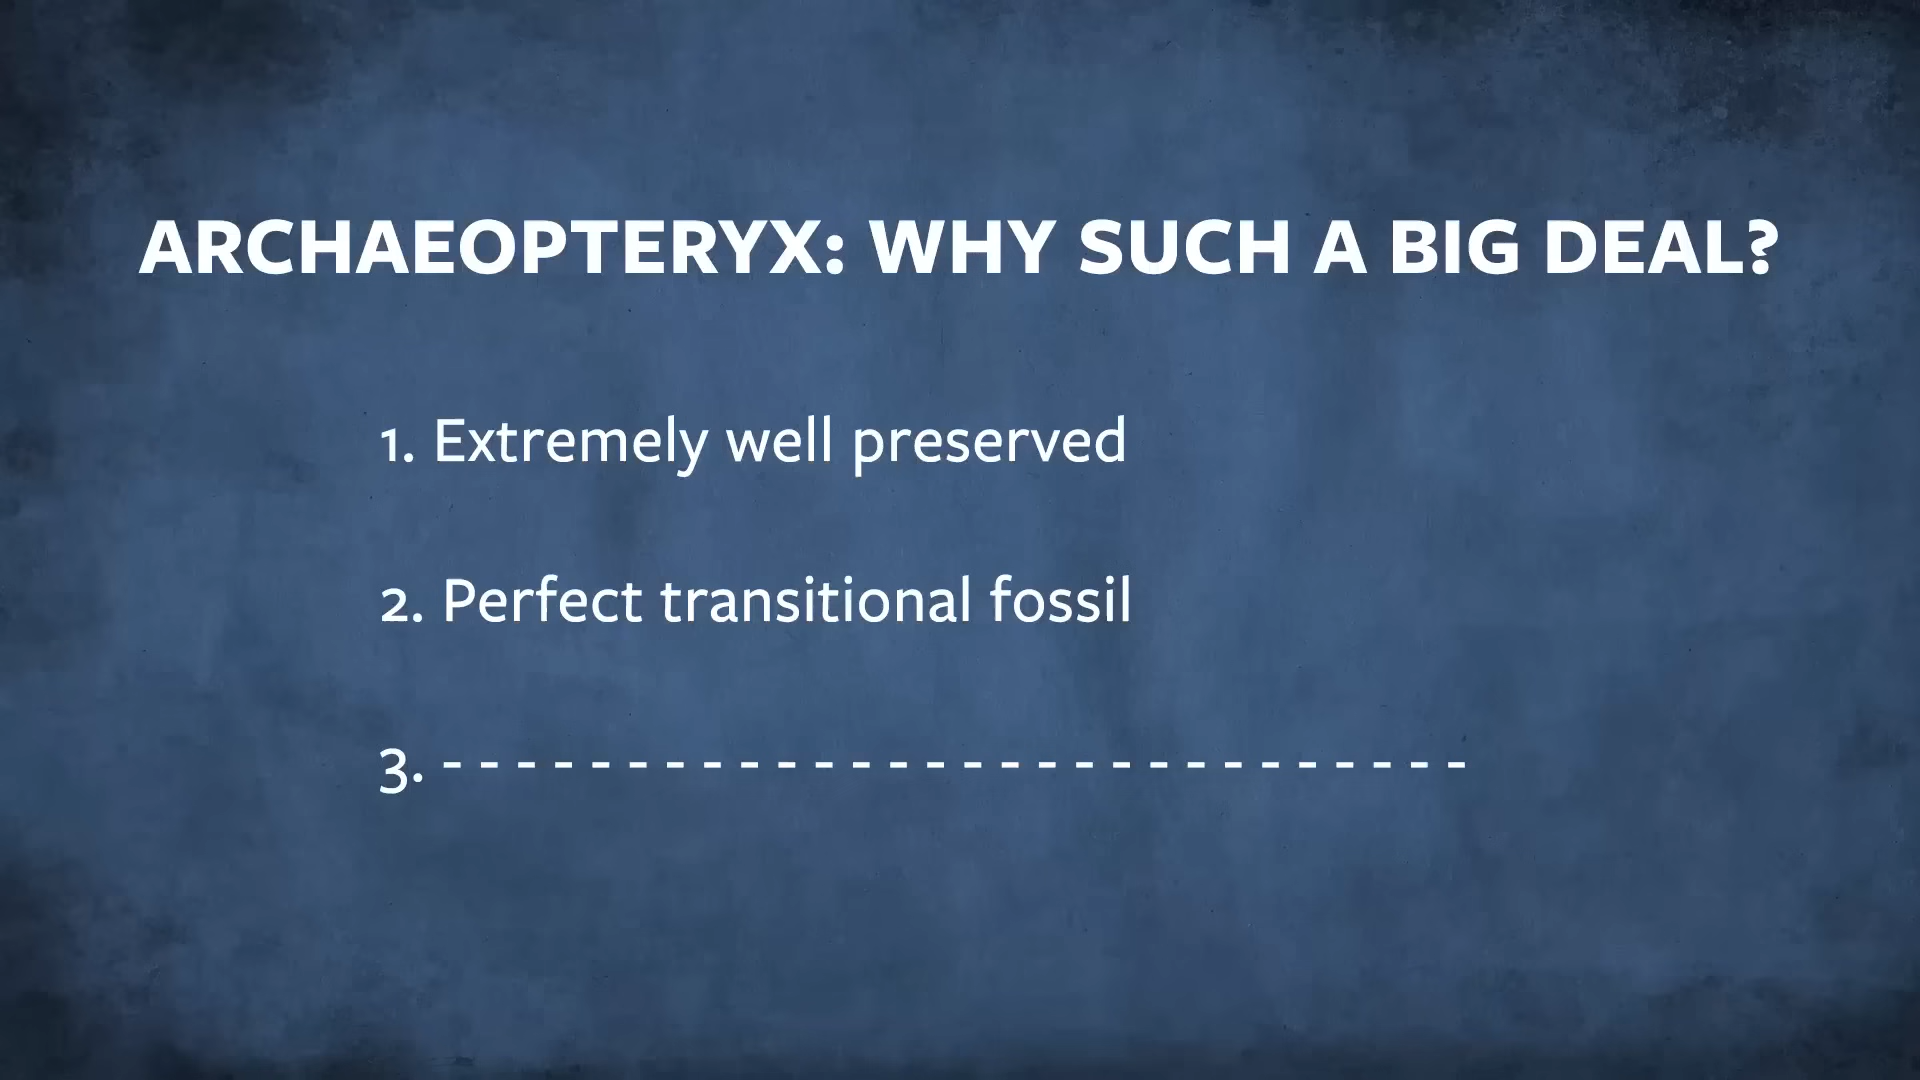 ARCHAEOPTERYX: WHY SUCH A BIG DEAL?
1. Extremely well preserved
2. Perfect transitional fossil
3. - - - - - - - - - - - - - - - - - - - - - - - - - - - -